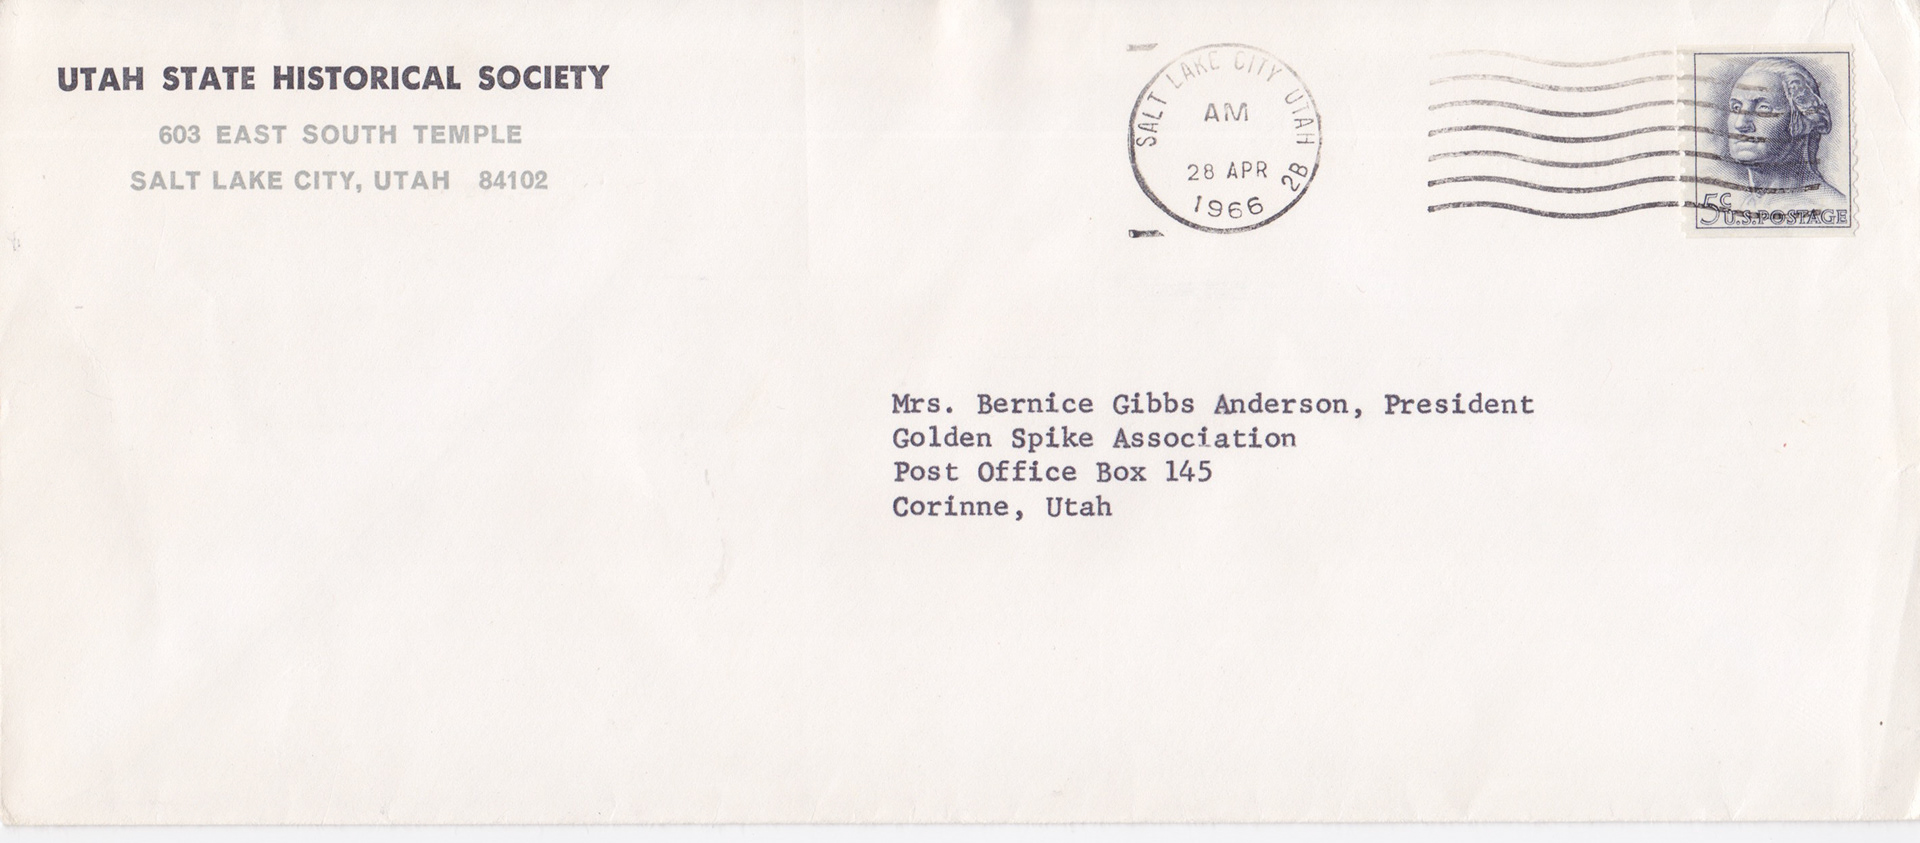 UTAH STATE HISTORICAL SOCIETY
603 EAST SOUTH TEMPLE
SALT LAKE CITY, UTAH 84102
SALT LAKE CITY UTAH 2B
AM
28 APR
1966
5c
U.S. POSTAGE
Mrs. Bernice Gibbs Anderson, President
Golden Spike Association
Post Office Box 145
Corinne, Utah